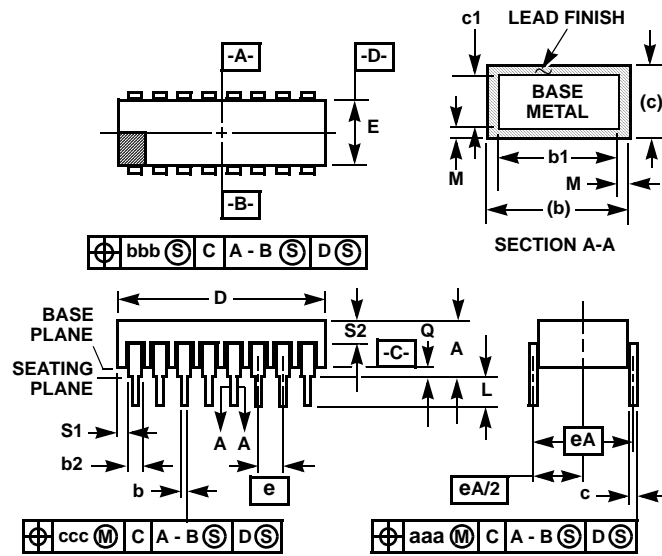 c1
LEAD FINISH
-A-
-D-
BASE
METAL
(c)
E
b1
M
M
-B-
(b)
SECTION A-A
⌖ bbb Ⓢ C A - B Ⓢ D Ⓢ
D
BASE
PLANE
S2
Q
A
-C-
SEATING
PLANE
L
S1
A A
eA
b2
b
e
eA/2
c
⌖ ccc Ⓜ C A - B Ⓢ D Ⓢ
⌖ aaa Ⓜ C A - B Ⓢ D Ⓢ